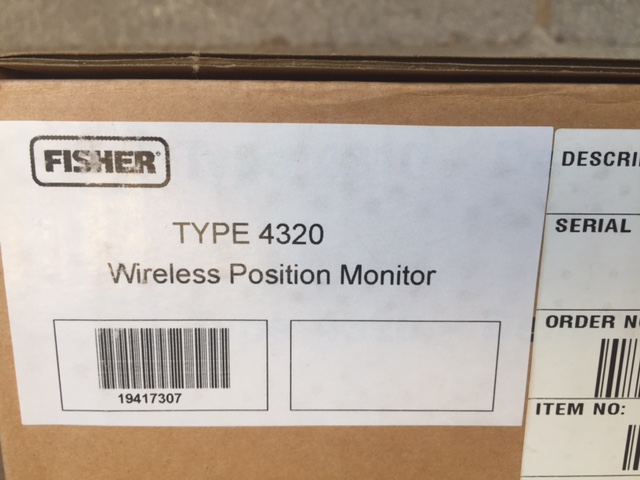 FISHER
TYPE 4320
Wireless Position Monitor
19417307
DESCRI
SERIAL
ORDER N
ITEM NO: